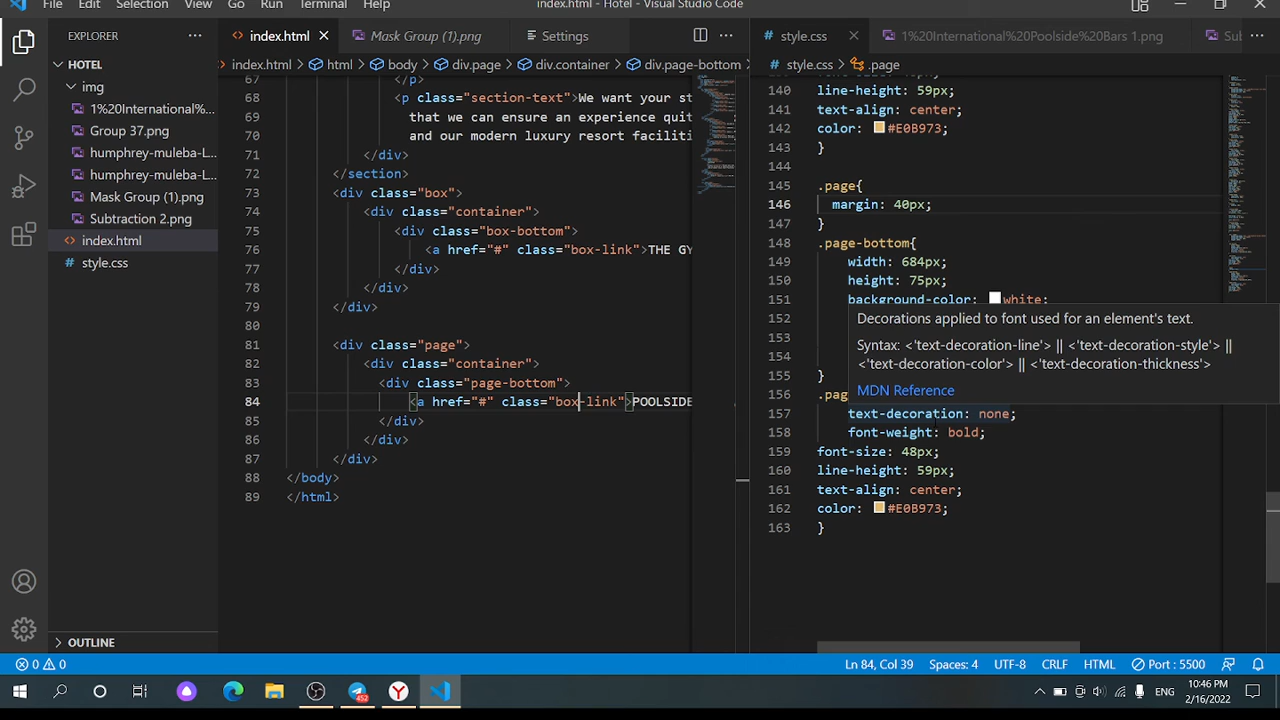 File Edit Selection View Go Run Terminal Help
index.html - Hotel - Visual Studio Code
EXPLORER
HOTEL
img
1%20International%...
Group 37.png
humphrey-muleba-L...
humphrey-muleba-L...
Mask Group (1).png
Subtraction 2.png
index.html
style.css
OUTLINE
index.html Mask Group (1).png Settings
index.html > html > body > div.page > div.container > div.page-bottom
67 </p>
68 <p class="section-text">We want your st
69 that we can ensure an experience quit
70 and our modern luxury resort faciliti
71 </div>
72 </section>
73 <div class="box">
74 <div class="container">
75 <div class="box-bottom">
76 <a href="#" class="box-link">THE GY
77 </div>
78 </div>
79 </div>
80
81 <div class="page">
82 <div class="container">
83 <div class="page-bottom">
84 <a href="#" class="box-link">POOLSIDE
85 </div>
86 </div>
87 </div>
88 </body>
89 </html>
style.css 1%20International%20Poolside%20Bars 1.png
style.css > .page
140 line-height: 59px;
141 text-align: center;
142 color: #E0B973;
143 }
144
145 .page{
146 margin: 40px;
147 }
148 .page-bottom{
149 width: 684px;
150 height: 75px;
151 background-color: white;
152
153
154
155 }
156 .pag
Decorations applied to font used for an element's text.
Syntax: <'text-decoration-line'> || <'text-decoration-style'> ||
<'text-decoration-color'> || <'text-decoration-thickness'>
MDN Reference
157 text-decoration: none;
158 font-weight: bold;
159 font-size: 48px;
160 line-height: 59px;
161 text-align: center;
162 color: #E0B973;
163 }
0 0
Ln 84, Col 39 Spaces: 4 UTF-8 CRLF HTML Port : 5500
452
ENG
10:46 PM
2/16/2022